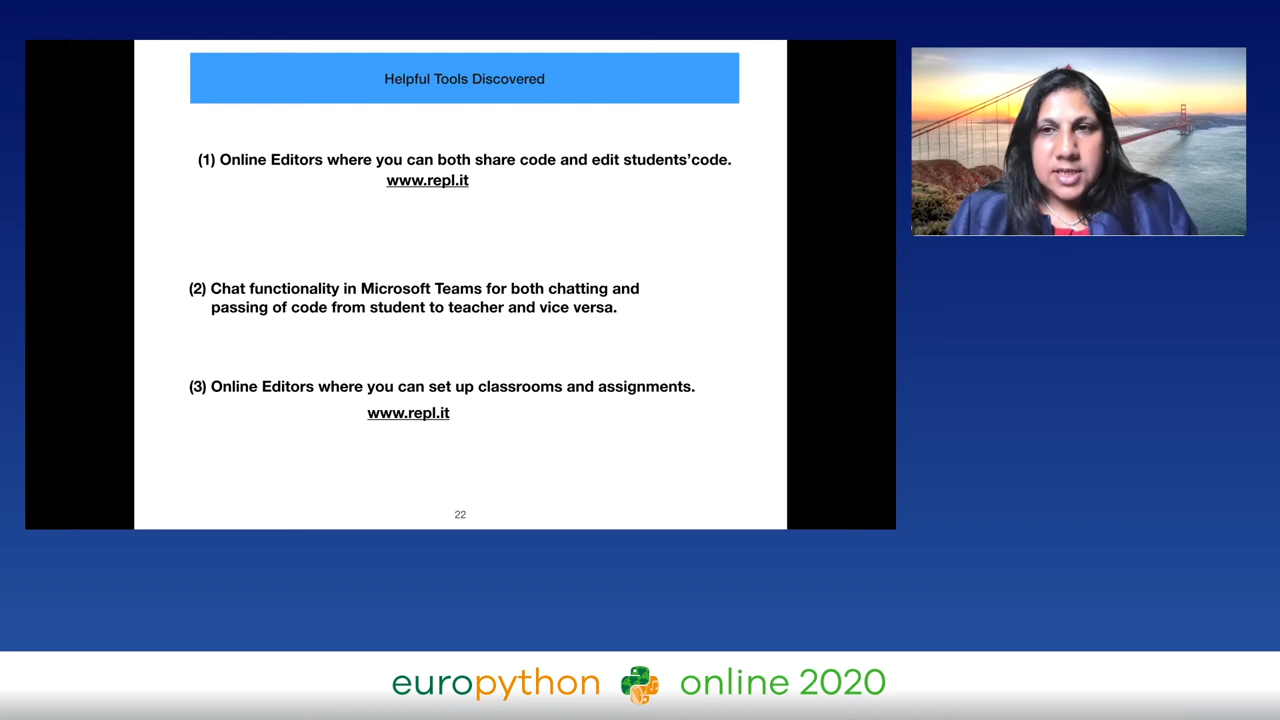 Helpful Tools Discovered
(1) Online Editors where you can both share code and edit students’code.
www.repl.it
(2) Chat functionality in Microsoft Teams for both chatting and
passing of code from student to teacher and vice versa.
(3) Online Editors where you can set up classrooms and assignments.
www.repl.it
22
europython online 2020